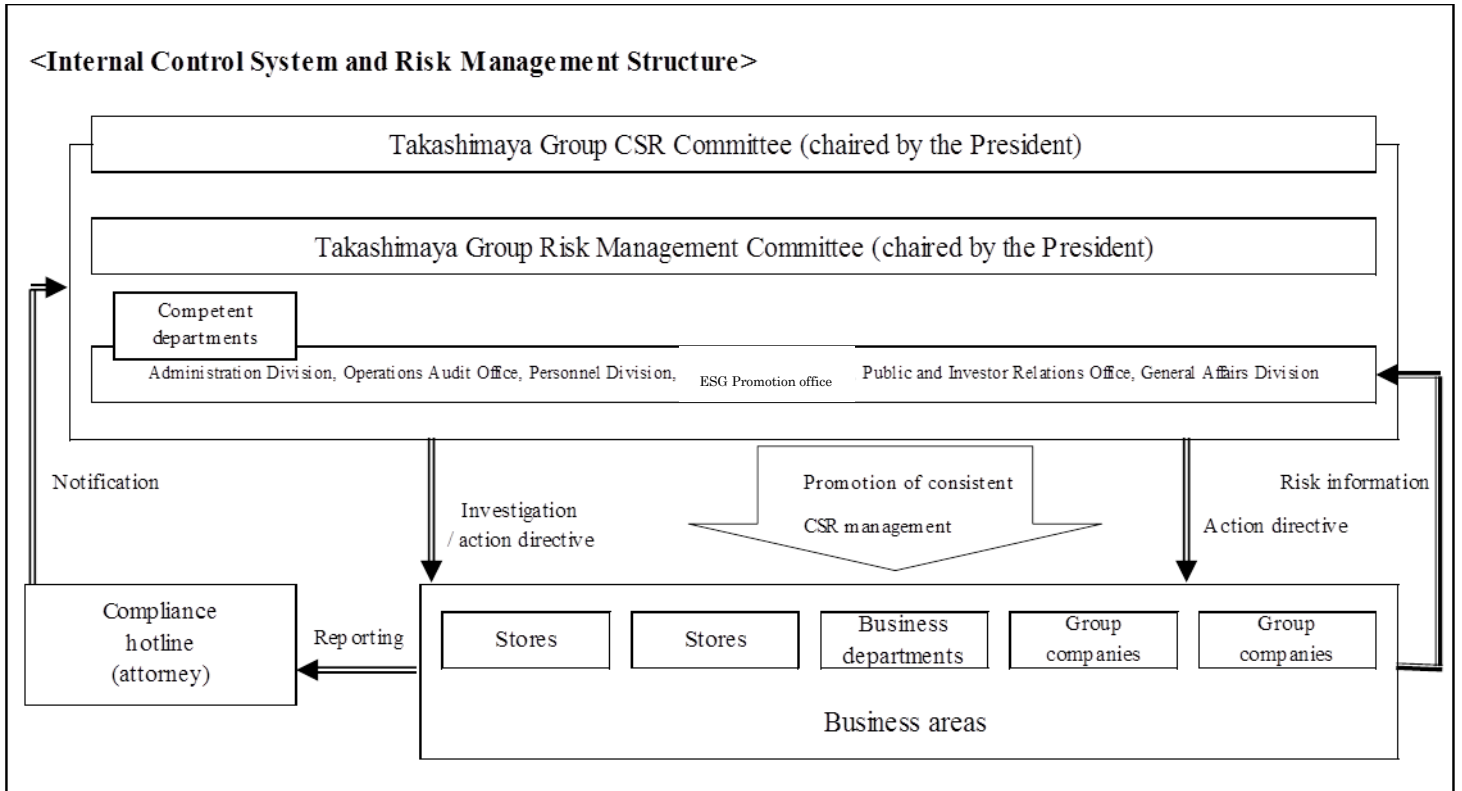 <Internal Control System and Risk Management Structure>
Takashimaya Group CSR Committee (chaired by the President)
Takashimaya Group Risk Management Committee (chaired by the President)
Competent
departments
Administration Division, Operations Audit Office, Personnel Division, ESG Promotion office Public and Investor Relations Office, General Affairs Division
Notification
Investigation
/ action directive
Promotion of consistent
CSR management
Risk information
Action directive
Compliance
hotline
(attorney)
Reporting
Stores
Stores
Business
departments
Group
companies
Group
companies
Business areas